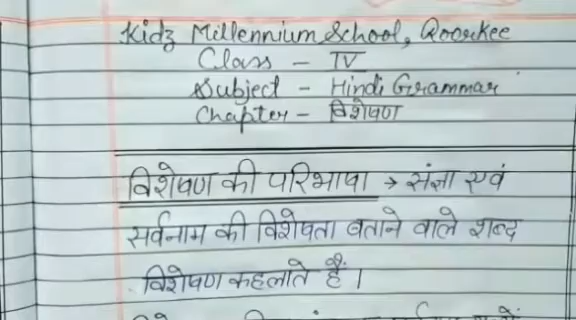 Kidz Millennium School, Roorkee
Class - IV
Subject - Hindi Grammar
Chapter - विशेषण
विशेषण की परिभाषा → संज्ञा एवं
सर्वनाम की विशेषता बताने वाले शब्द
विशेषण कहलाते हैं।